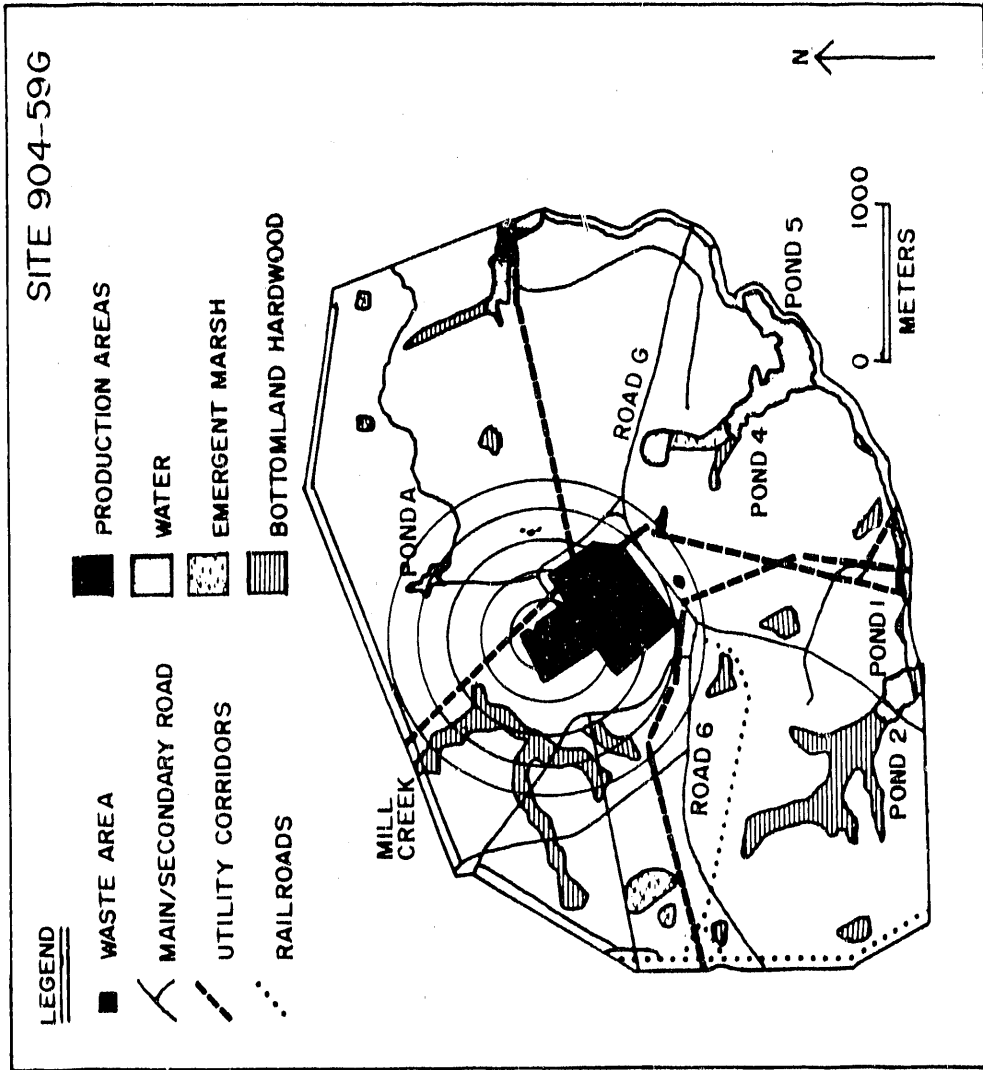 SITE 904-59G
LEGEND
WASTE AREA
MAIN/SECONDARY ROAD
UTILITY CORRIDORS
RAILROADS
PRODUCTION AREAS
WATER
EMERGENT MARSH
BOTTOMLAND HARDWOOD
MILL
CREEK
POND A
ROAD G
ROAD 6
POND 4
POND 5
POND 1
POND 2
N
0 1000
METERS